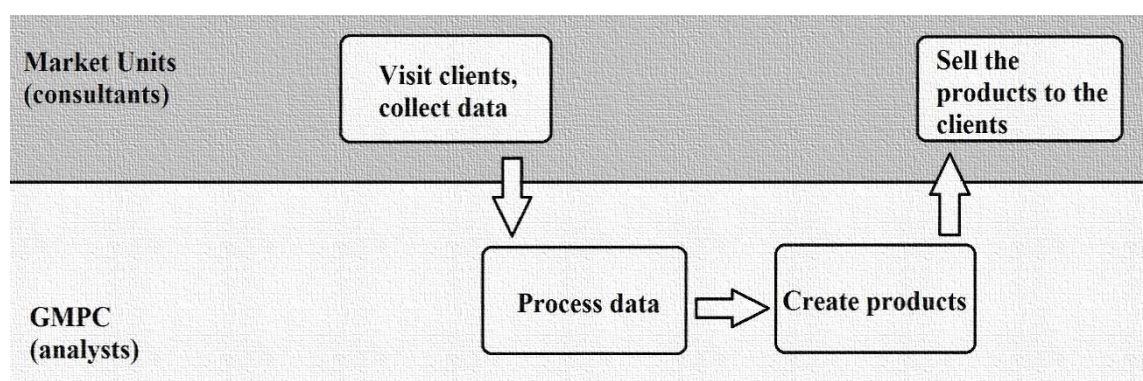 Market Units
(consultants)
Visit clients,
collect data
Sell the
products to the
clients
Process data
Create products
GMPC
(analysts)